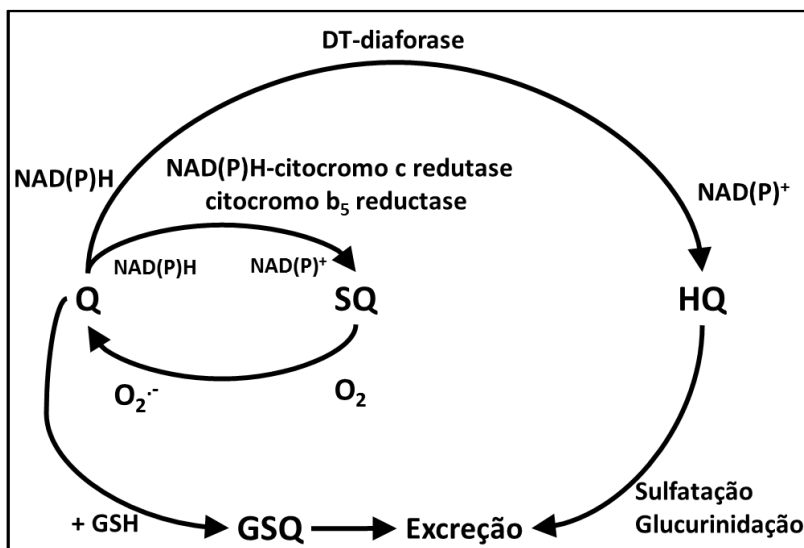 DT-diaforase
NAD(P)H-citocromo c redutase
NAD(P)H
citocromo b₅ reductase
NAD(P)⁺
NAD(P)H
NAD(P)⁺
Q
SQ
HQ
O₂·⁻
O₂
Sulfatação
+ GSH
GSQ
Excreção
Glucurinidação